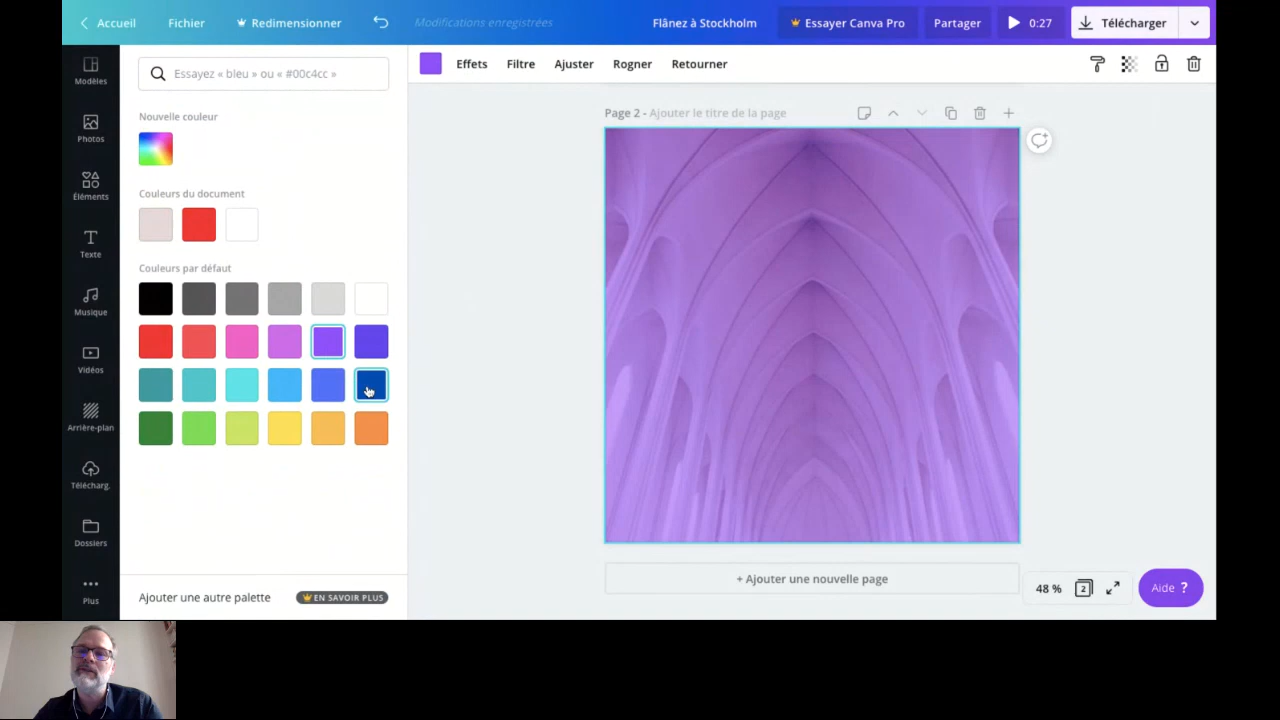 Accueil
Fichier
Redimensionner
Modifications enregistrées
Flânez à Stockholm
Essayer Canva Pro
Partager
0:27
Télécharger
Modèles
Photos
Éléments
Texte
Musique
Vidéos
Arrière-plan
Télécharg.
Dossiers
Plus
Essayez « bleu » ou « #00c4cc »
Nouvelle couleur
Couleurs du document
Couleurs par défaut
Ajouter une autre palette
EN SAVOIR PLUS
Effets
Filtre
Ajuster
Rogner
Retourner
Page 2 - Ajouter le titre de la page
+ Ajouter une nouvelle page
48 %
2
Aide ?